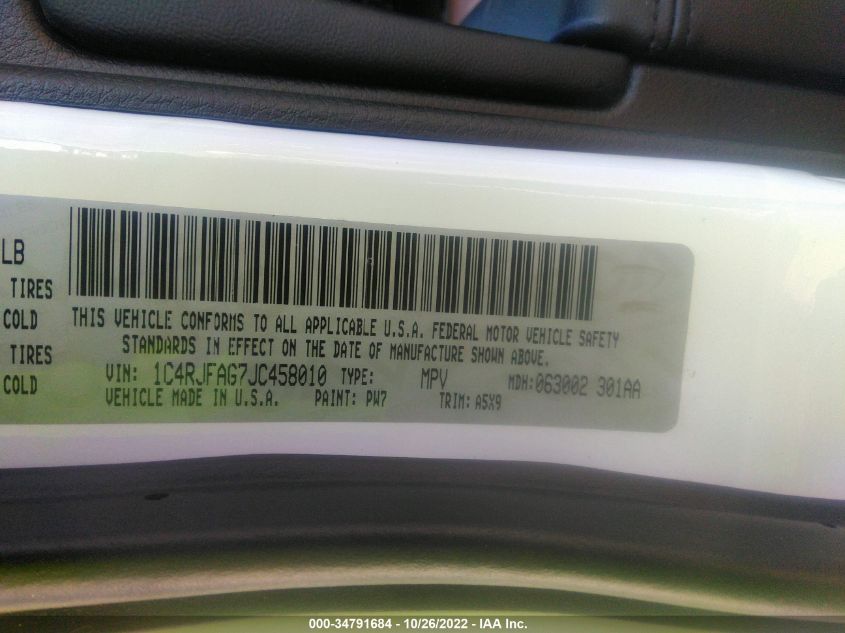 LB
TIRES
COLD
TIRES
COLD
THIS VEHICLE CONFORMS TO ALL APPLICABLE U.S.A. FEDERAL MOTOR VEHICLE SAFETY
STANDARDS IN EFFECT ON THE DATE OF MANUFACTURE SHOWN ABOVE.
VIN: 1C4RJFAG7JC458010 TYPE: MPV MDH:063002 301AA
VEHICLE MADE IN U.S.A. PAINT: PW7 TRIM: A5X9
000-34791684 - 10/26/2022 - IAA Inc.